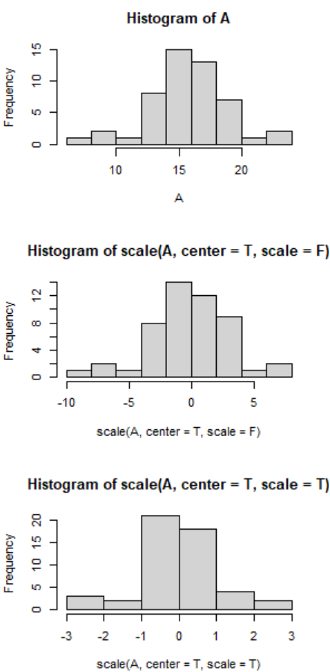 Histogram of A
Frequency
15
10
5
0
10 15 20
A
Histogram of scale(A, center = T, scale = F)
Frequency
12
8
4
0
-10 -5 0 5
scale(A, center = T, scale = F)
Histogram of scale(A, center = T, scale = T)
Frequency
20
15
10
5
0
-3 -2 -1 0 1 2 3
scale(A, center = T, scale = T)